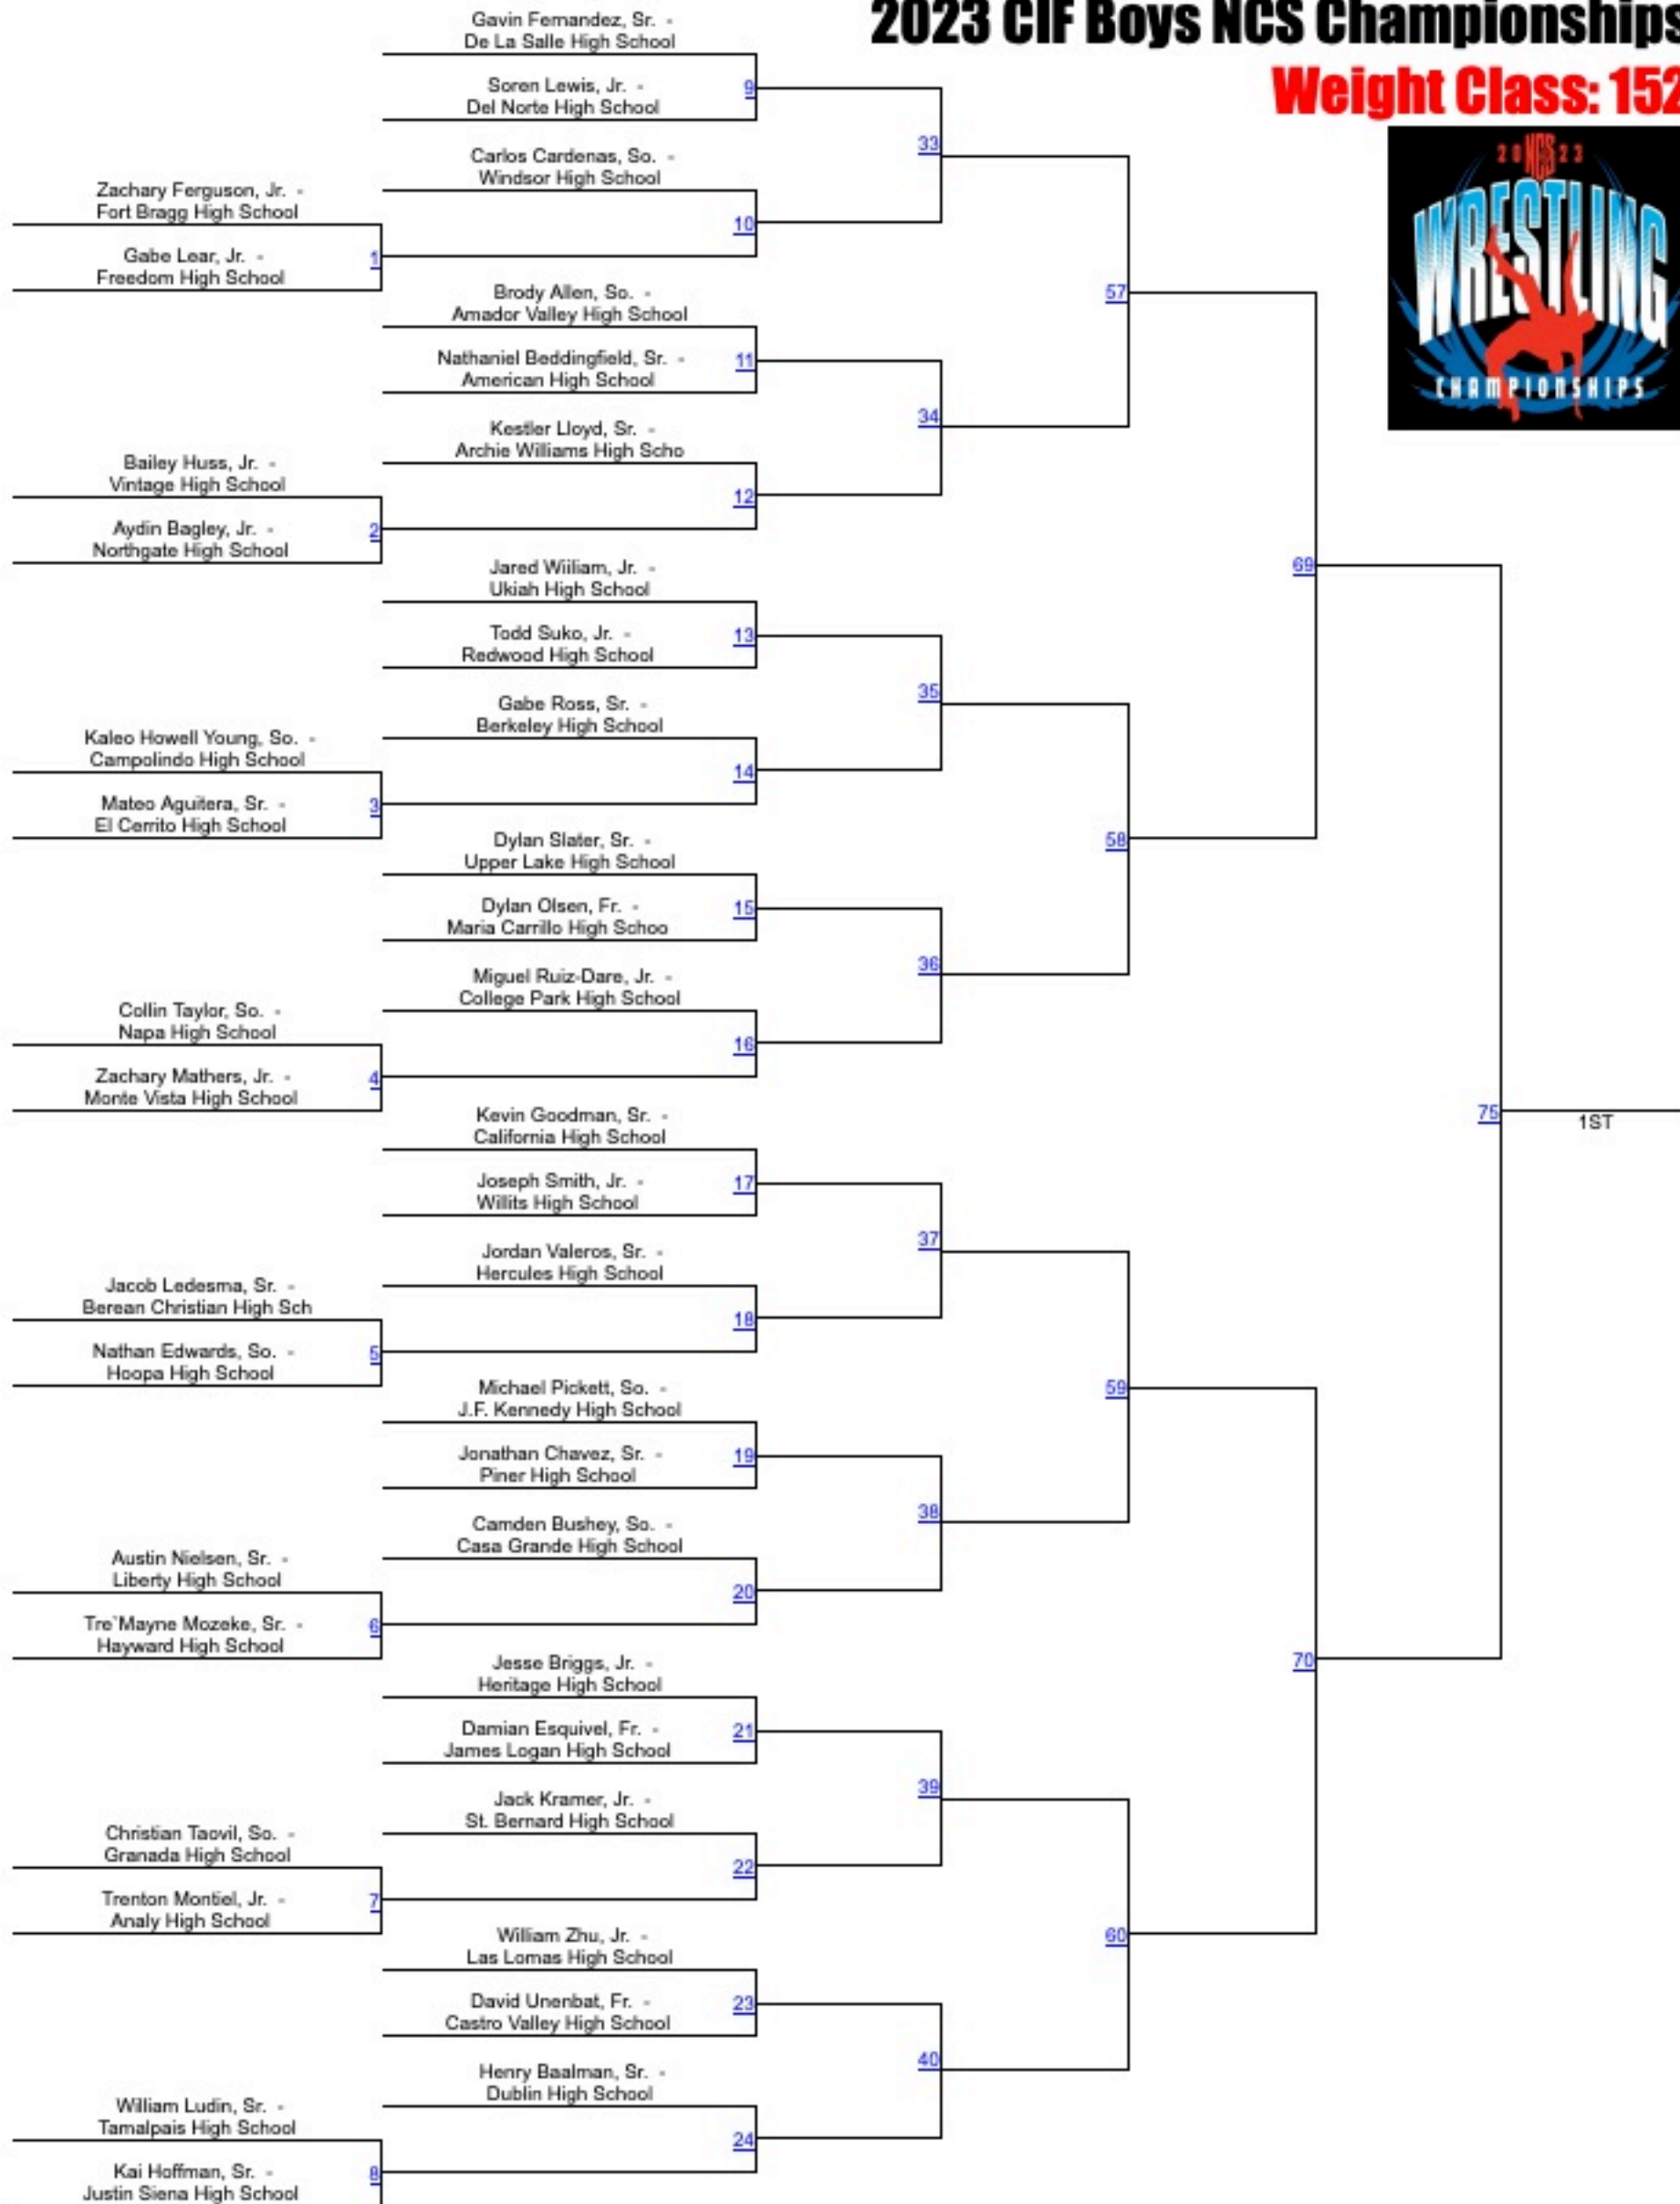 2023 CIF Boys NCS Championships
Weight Class: 152
20 NCS 23
WRESTLING
CHAMPIONSHIPS
Gavin Fernandez, Sr. -
De La Salle High School
Soren Lewis, Jr. -
Del Norte High School
9
33
Carlos Cardenas, So. -
Windsor High School
10
Zachary Ferguson, Jr. -
Fort Bragg High School
Gabe Lear, Jr. -
Freedom High School
1
Brody Allen, So. -
Amador Valley High School
Nathaniel Beddingfield, Sr. -
American High School
11
57
34
Kestler Lloyd, Sr. -
Archie Williams High Scho
12
Bailey Huss, Jr. -
Vintage High School
Aydin Bagley, Jr. -
Northgate High School
2
Jared Wiiliam, Jr. -
Ukiah High School
69
Todd Suko, Jr. -
Redwood High School
13
35
Gabe Ross, Sr. -
Berkeley High School
14
Kaleo Howell Young, So. -
Campolindo High School
Mateo Aguitera, Sr. -
El Cerrito High School
3
58
Dylan Slater, Sr. -
Upper Lake High School
Dylan Olsen, Fr. -
Maria Carrillo High Schoo
15
36
Miguel Ruiz-Dare, Jr. -
College Park High School
16
Collin Taylor, So. -
Napa High School
Zachary Mathers, Jr. -
Monte Vista High School
4
75
1ST
Kevin Goodman, Sr. -
California High School
Joseph Smith, Jr. -
Willits High School
17
37
Jordan Valeros, Sr. -
Hercules High School
18
Jacob Ledesma, Sr. -
Berean Christian High Sch
Nathan Edwards, So. -
Hoopa High School
5
Michael Pickett, So. -
J.F. Kennedy High School
59
Jonathan Chavez, Sr. -
Piner High School
19
38
Camden Bushey, So. -
Casa Grande High School
20
Austin Nielsen, Sr. -
Liberty High School
Tre`Mayne Mozeke, Sr. -
Hayward High School
6
70
Jesse Briggs, Jr. -
Heritage High School
Damian Esquivel, Fr. -
James Logan High School
21
39
Jack Kramer, Jr. -
St. Bernard High School
22
Christian Taovil, So. -
Granada High School
Trenton Montiel, Jr. -
Analy High School
7
60
William Zhu, Jr. -
Las Lomas High School
David Unenbat, Fr. -
Castro Valley High School
23
40
Henry Baalman, Sr. -
Dublin High School
24
William Ludin, Sr. -
Tamalpais High School
Kai Hoffman, Sr. -
Justin Siena High School
8